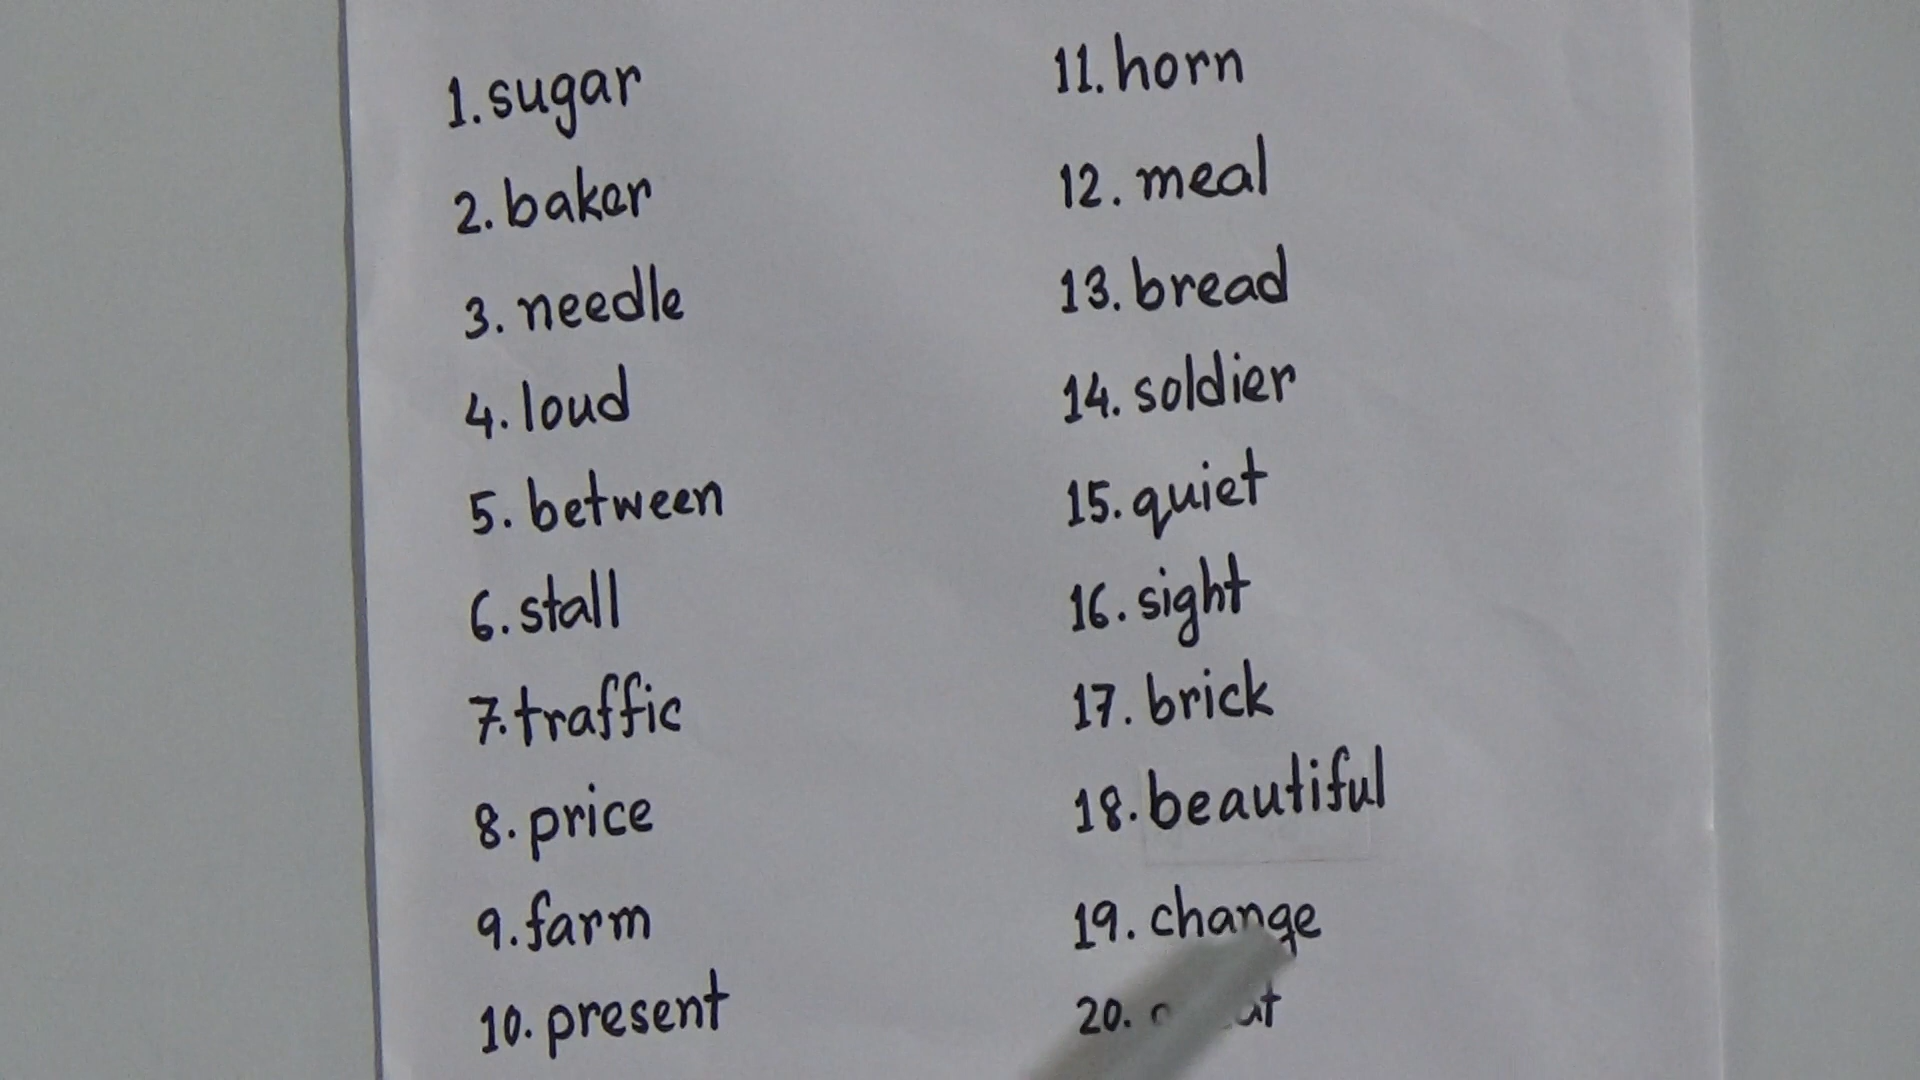 1. sugar
2. baker
3. needle
4. loud
5. between
6. stall
7. traffic
8. price
9. farm
10. present
11. horn
12. meal
13. bread
14. soldier
15. quiet
16. sight
17. brick
18. beautiful
19. change
20.